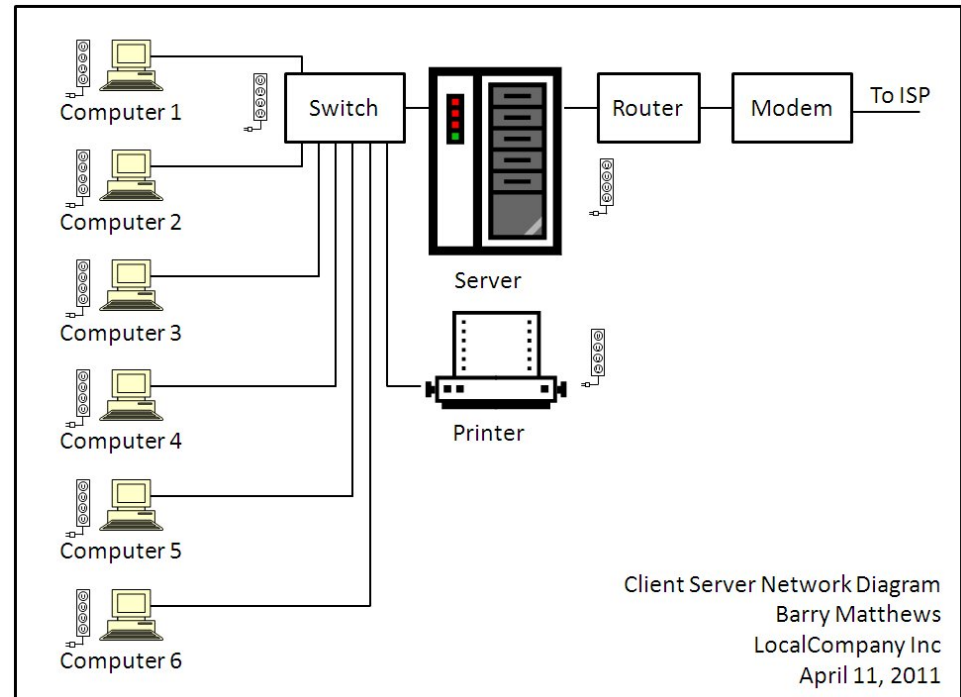 Computer 1
Switch
Router
Modem
To ISP
Computer 2
Server
Computer 3
Computer 4
Printer
Computer 5
Computer 6
Client Server Network Diagram
Barry Matthews
LocalCompany Inc
April 11, 2011